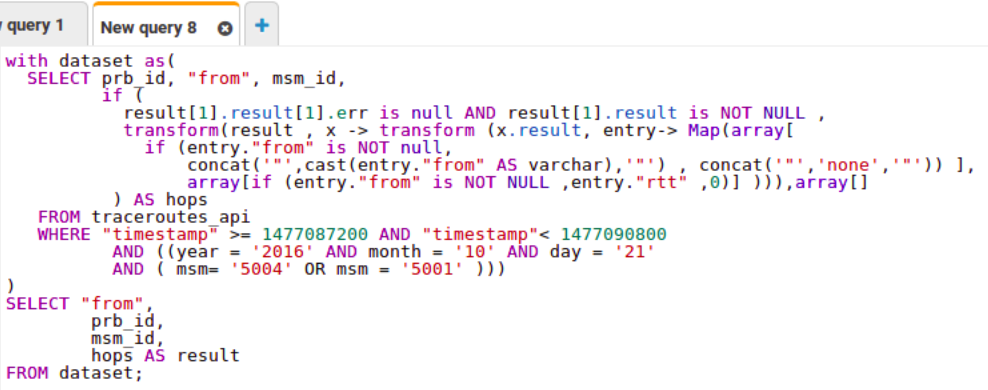 y query 1 New query 8 +
with dataset as(
  SELECT prb_id, "from", msm_id,
         if (
           result[1].result[1].err is null AND result[1].result is NOT NULL ,
           transform(result , x -> transform (x.result, entry-> Map(array[
             if (entry."from" is NOT null,
                 concat('"',cast(entry."from" AS varchar),'"') , concat('"','none','"')) ],
                 array[if (entry."from" is NOT NULL ,entry."rtt" ,0)] ))),array[]
          ) AS hops
   FROM traceroutes_api
   WHERE "timestamp" >= 1477087200 AND "timestamp"< 1477090800
          AND ((year = '2016' AND month = '10' AND day = '21'
          AND ( msm= '5004' OR msm = '5001' )))
)
SELECT "from",
        prb_id,
        msm_id,
        hops AS result
FROM dataset;